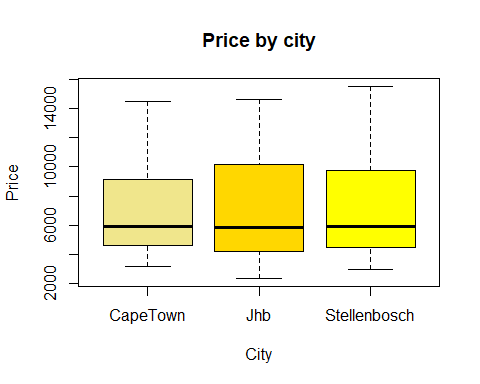 Price by city
14000
10000
6000
2000
Price
CapeTown Jhb Stellenbosch
City